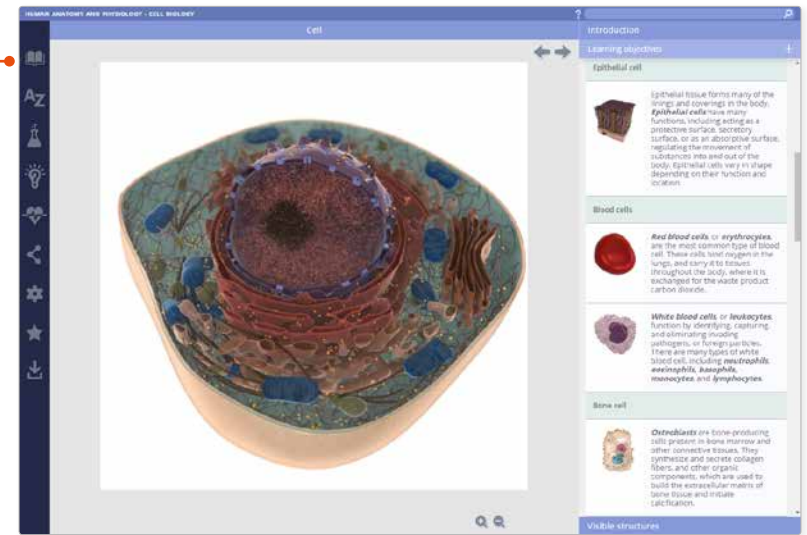 HUMAN ANATOMY AND PHYSIOLOGY - CELL BIOLOGY
?
Cell
Introduction
Learning objectives +
AZ
Epithelial cell
Epithelial tissue forms many of the
linings and coverings in the body.
Epithelial cells have many
functions, including acting as a
protective surface, secretory
surface, or as an absorptive surface,
regulating the movement of
substances into and out of the
body. Epithelial cells vary in shape
depending on their function and
location.
Blood cells
Red blood cells, or erythrocytes,
are the most common type of blood
cell. These cells bind oxygen in the
lungs, and carry it to tissues
throughout the body, where it is
exchanged for the waste product
carbon dioxide.
White blood cells, or leukocytes,
function by identifying, capturing,
and eliminating invading
pathogens, or foreign particles.
There are many types of white
blood cell, including neutrophils,
eosinophils, basophils,
monocytes, and lymphocytes.
Bone cell
Osteoblasts are bone-producing
cells present in bone marrow and
other connective tissues. They
synthesize and secrete collagen
fibers, and other organic
components, which are used to
build the extracellular matrix of
bone tissue and initiate
calcification.
Visible structures